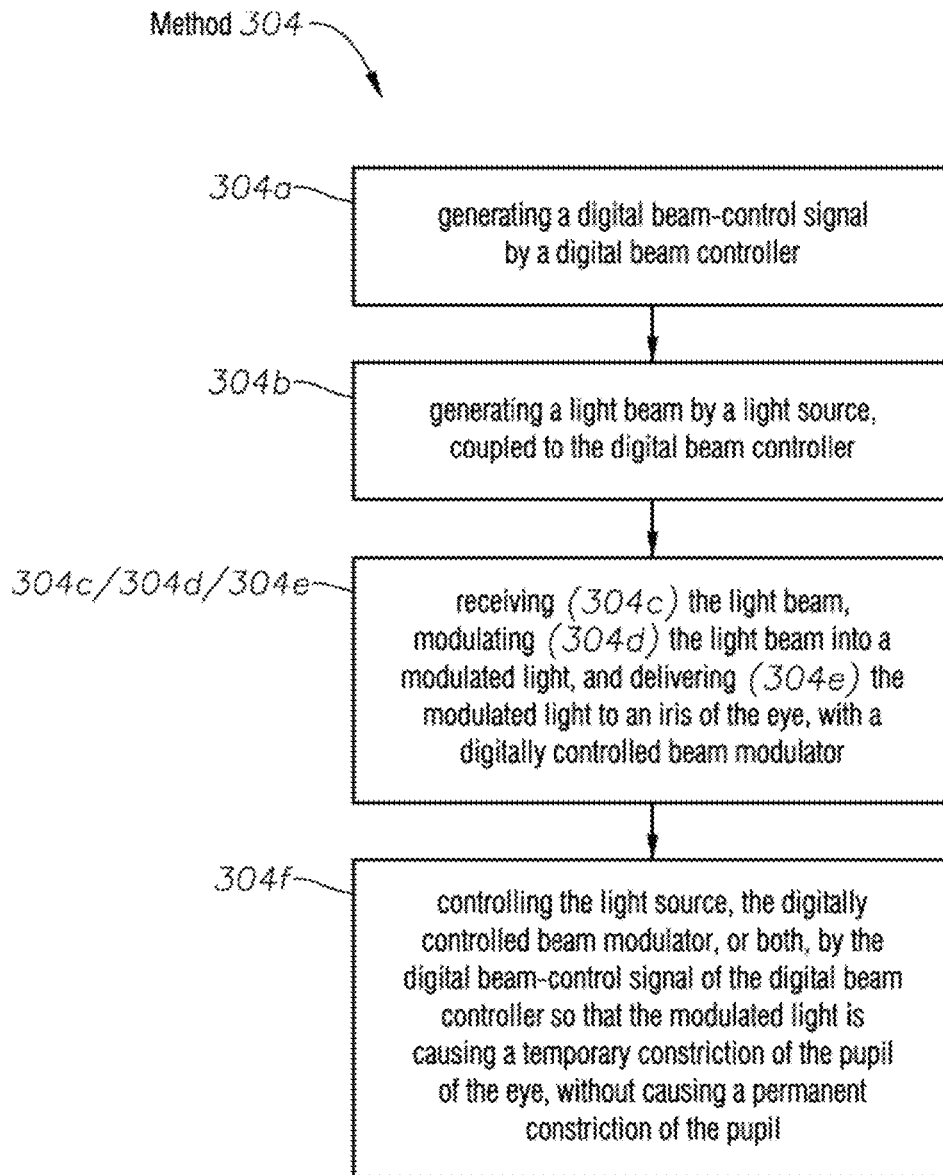 Method 304
304a
generating a digital beam-control signal
by a digital beam controller
304b
generating a light beam by a light source,
coupled to the digital beam controller
304c/304d/304e
receiving (304c) the light beam,
modulating (304d) the light beam into a
modulated light, and delivering (304e) the
modulated light to an iris of the eye, with a
digitally controlled beam modulator
304f
controlling the light source, the digitally
controlled beam modulator, or both, by the
digital beam-control signal of the digital beam
controller so that the modulated light is
causing a temporary constriction of the pupil
of the eye, without causing a permanent
constriction of the pupil